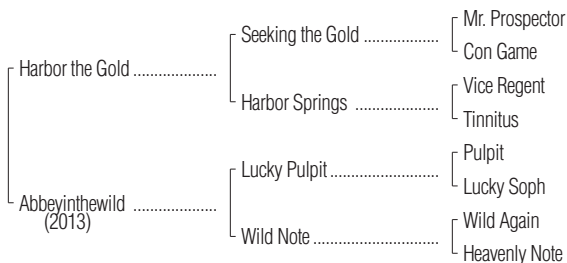 Mr. Prospector
Seeking the Gold ..................
Con Game
Harbor the Gold ....................
Vice Regent
Harbor Springs ....................
Tinnitus
Pulpit
Lucky Pulpit..........................
Lucky Soph
Abbeyinthewild ....................
(2013)
Wild Again
Wild Note..............................
Heavenly Note